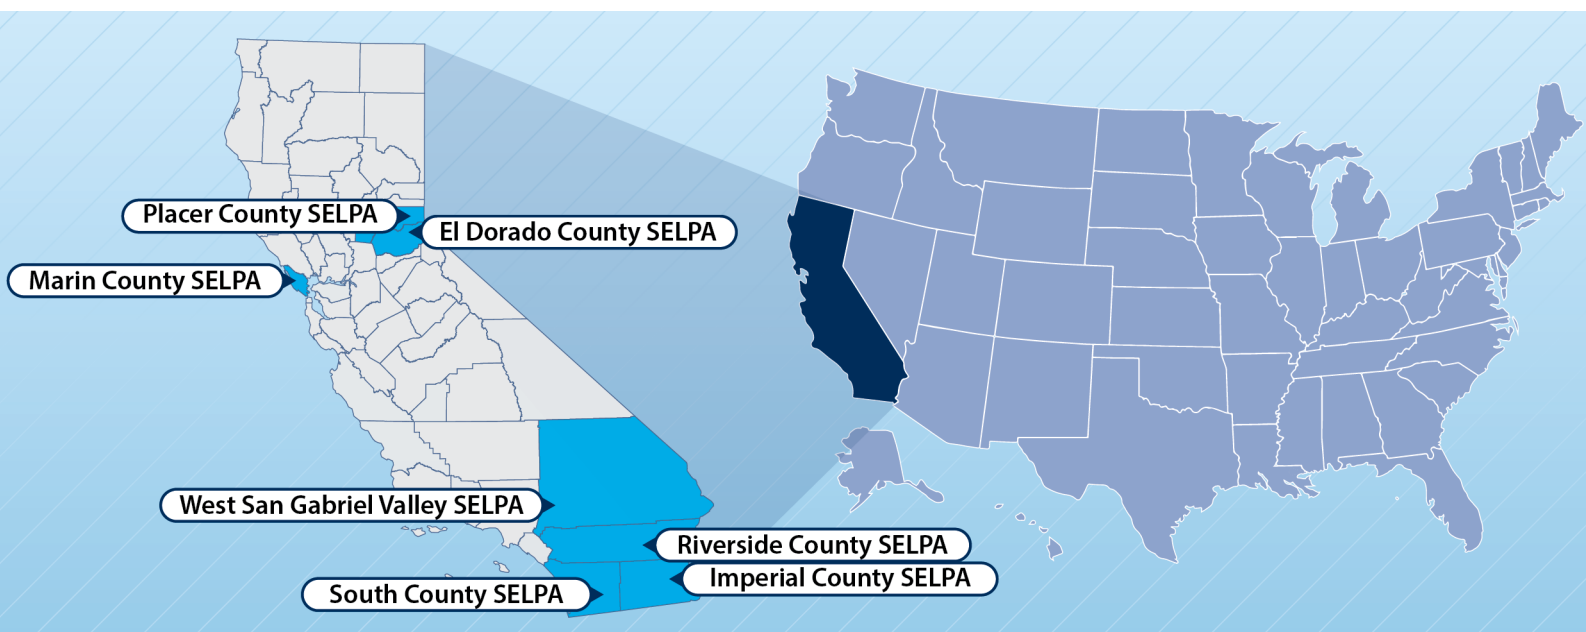 Placer County SELPA
El Dorado County SELPA
Marin County SELPA
West San Gabriel Valley SELPA
Riverside County SELPA
Imperial County SELPA
South County SELPA